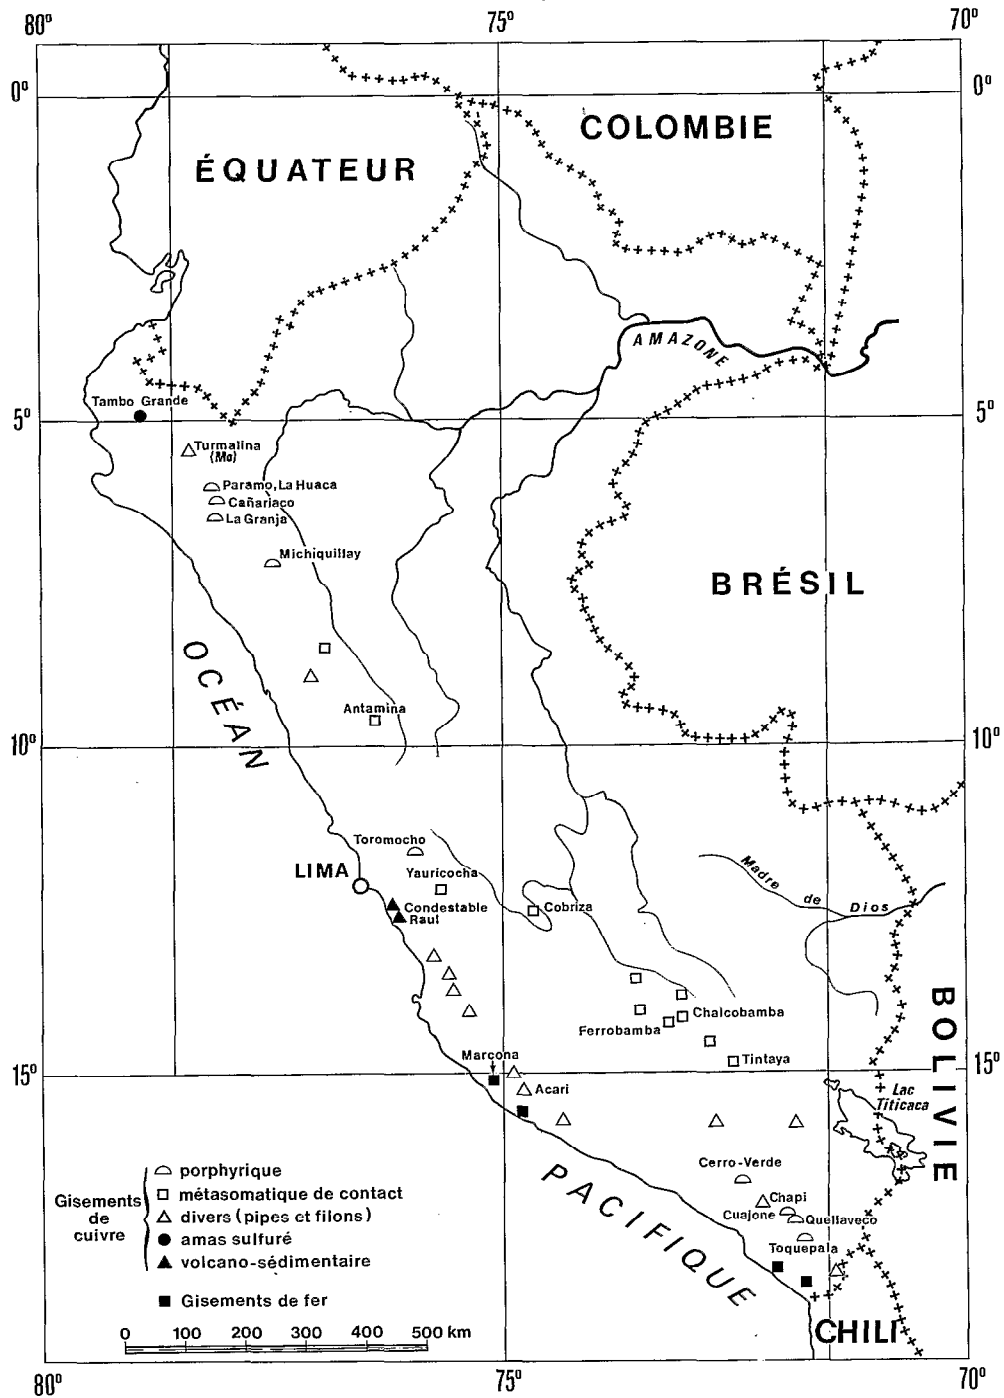 80° 75° 70°
0° 0°
COLOMBIE
ÉQUATEUR
AMAZONE
Tambo Grande
5° 5°
Turmalina
(Mo)
Paramo, La Huaca
Cañariaco
La Granja
Michiquillay
BRÉSIL
OCÉAN
Antamina
10° 10°
Toromocho
LIMA
Yauricocha
Madre de Dios
Condestable
Raul
Cobriza
BOLIVIE
Chalcobamba
Ferrobamba
Tintaya
Marcona
15° 15°
Acari
Lac
Titicaca
PACIFIQUE
Cerro-Verde
Chapi
Cuajone
Quellaveco
Toquepala
Gisements
de
cuivre
porphyrique
métasomatique de contact
divers (pipes et filons)
amas sulfuré
volcano-sédimentaire
Gisements de fer
0 100 200 300 400 500 km
CHILI
80° 75° 70°